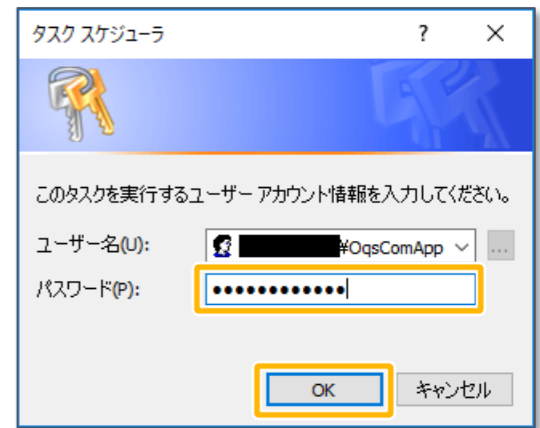 タスク スケジューラ
このタスクを実行するユーザー アカウント情報を入力してください。
ユーザー名(U):
¥OqsComApp
...
パスワード(P):
●●●●●●●●●●●●
OK
キャンセル